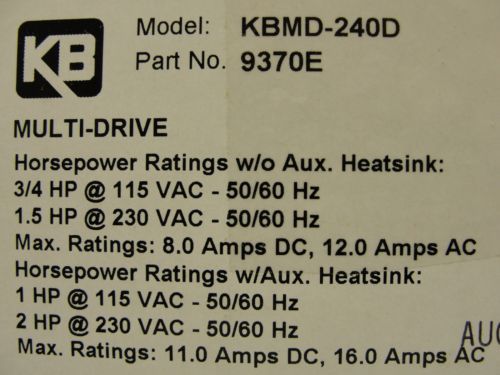 KB
Model: KBMD-240D
Part No. 9370E
MULTI-DRIVE
Horsepower Ratings w/o Aux. Heatsink:
3/4 HP @ 115 VAC - 50/60 Hz
1.5 HP @ 230 VAC - 50/60 Hz
Max. Ratings: 8.0 Amps DC, 12.0 Amps AC
Horsepower Ratings w/Aux. Heatsink:
1 HP @ 115 VAC - 50/60 Hz
2 HP @ 230 VAC - 50/60 Hz
Max. Ratings: 11.0 Amps DC, 16.0 Amps AC
AUG